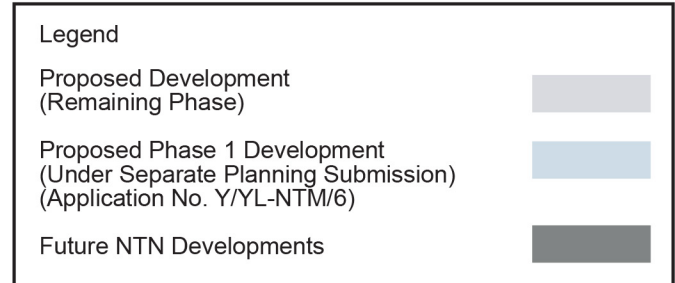 Legend
Proposed Development
(Remaining Phase)
Proposed Phase 1 Development
(Under Separate Planning Submission)
(Application No. Y/YL-NTM/6)
Future NTN Developments